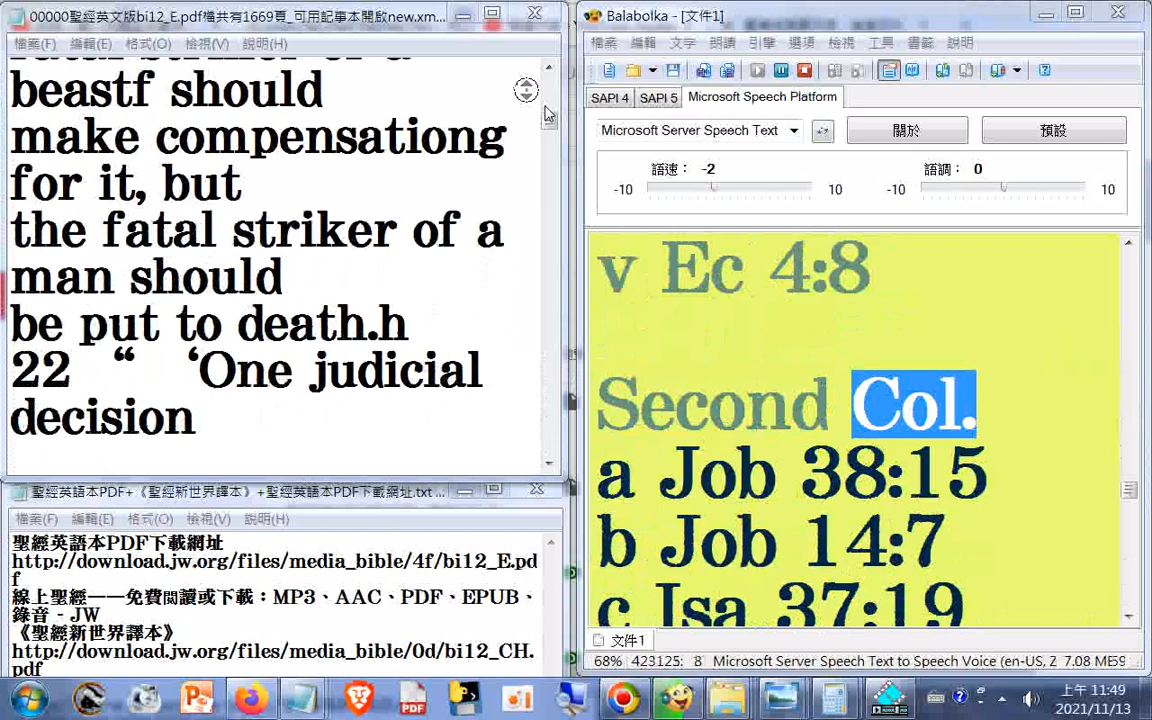 00000聖經英文版bi12_E.pdf檔共有1669頁_可用記事本開啟new.xm...
檔案(F) 編輯(E) 格式(O) 檢視(V) 說明(H)
beastf should
make compensationg
for it, but
the fatal striker of a
man should
be put to death.h
22 “ ‘One judicial
decision
聖經英語本PDF+《聖經新世界譯本》+聖經英語本PDF下載網址.txt ...
檔案(F) 編輯(E) 格式(O) 檢視(V) 說明(H)
聖經英語本PDF下載網址
http://download.jw.org/files/media_bible/4f/bi12_E.pd
f
線上聖經——免費閱讀或下載：MP3、AAC、PDF、EPUB、
錄音 - JW
《聖經新世界譯本》
http://download.jw.org/files/media_bible/0d/bi12_CH.
pdf
Balabolka - [文件1]
檔案 編輯 文字 朗讀 引擎 選項 檢視 工具 書籤 說明
SAPI 4 SAPI 5 Microsoft Speech Platform
Microsoft Server Speech Text 關於 預設
語速： -2 語調： 0
-10 10 -10 10
v Ec 4:8
Second Col.
a Job 38:15
b Job 14:7
c Isa 37:19
文件1
68% 423125: 8 Microsoft Server Speech Text to Speech Voice (en-US, Z 7.08 ME59
PDF
上午 11:49
2021/11/13